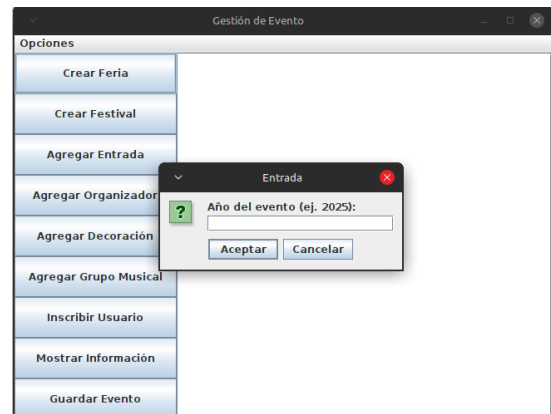 Gestión de Evento
Opciones
Crear Feria
Crear Festival
Agregar Entrada
Agregar Organizador
Agregar Decoración
Agregar Grupo Musical
Inscribir Usuario
Mostrar Información
Guardar Evento
Entrada
?
Año del evento (ej. 2025):
Aceptar Cancelar